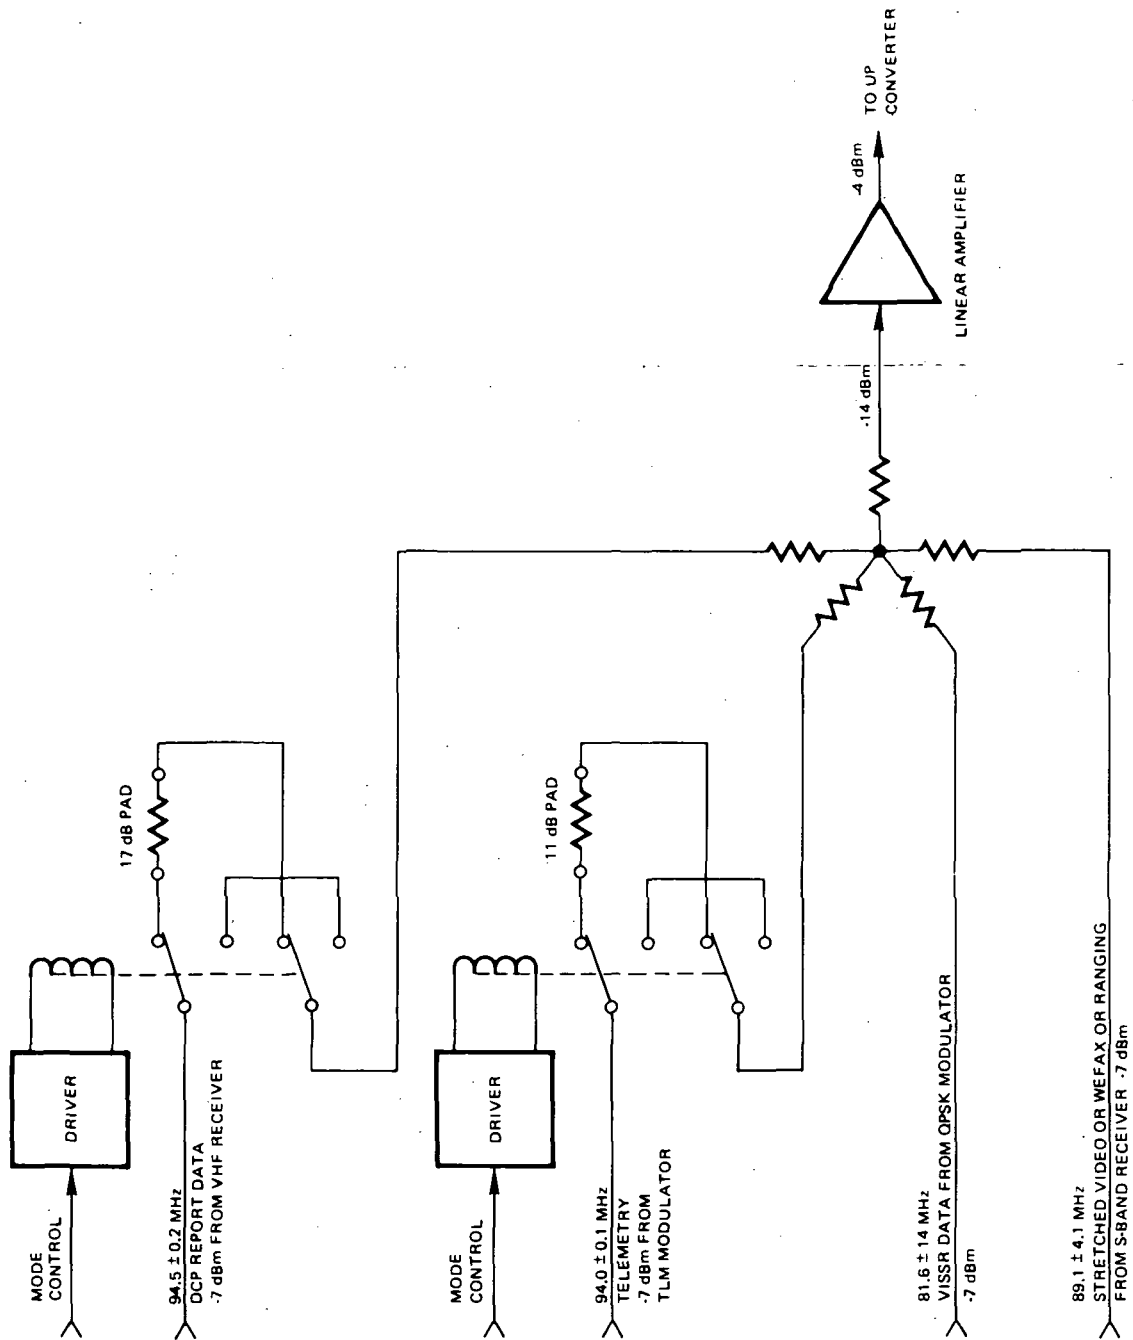 MODE
CONTROL
DRIVER
94.5 ± 0.2 MHz
DCP REPORT DATA
-7 dBm FROM VHF RECEIVER
17 dB PAD
MODE
CONTROL
DRIVER
94.0 ± 0.1 MHz
TELEMETRY
-7 dBm FROM
TLM MODULATOR
11 dB PAD
81.6 ± 14 MHz
VISSR DATA FROM QPSK MODULATOR
-7 dBm
89.1 ± 4.1 MHz
STRETCHED VIDEO OR WEFAX OR RANGING
FROM S-BAND RECEIVER -7 dBm
-14 dBm
LINEAR AMPLIFIER
-4 dBm
TO UP
CONVERTER